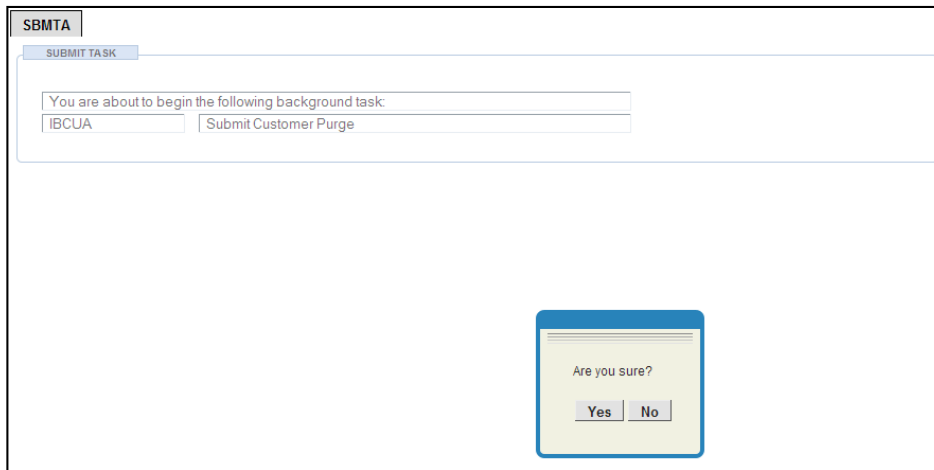 SBMTA
SUBMIT TASK
You are about to begin the following background task:
IBCUA Submit Customer Purge
Are you sure?
Yes No